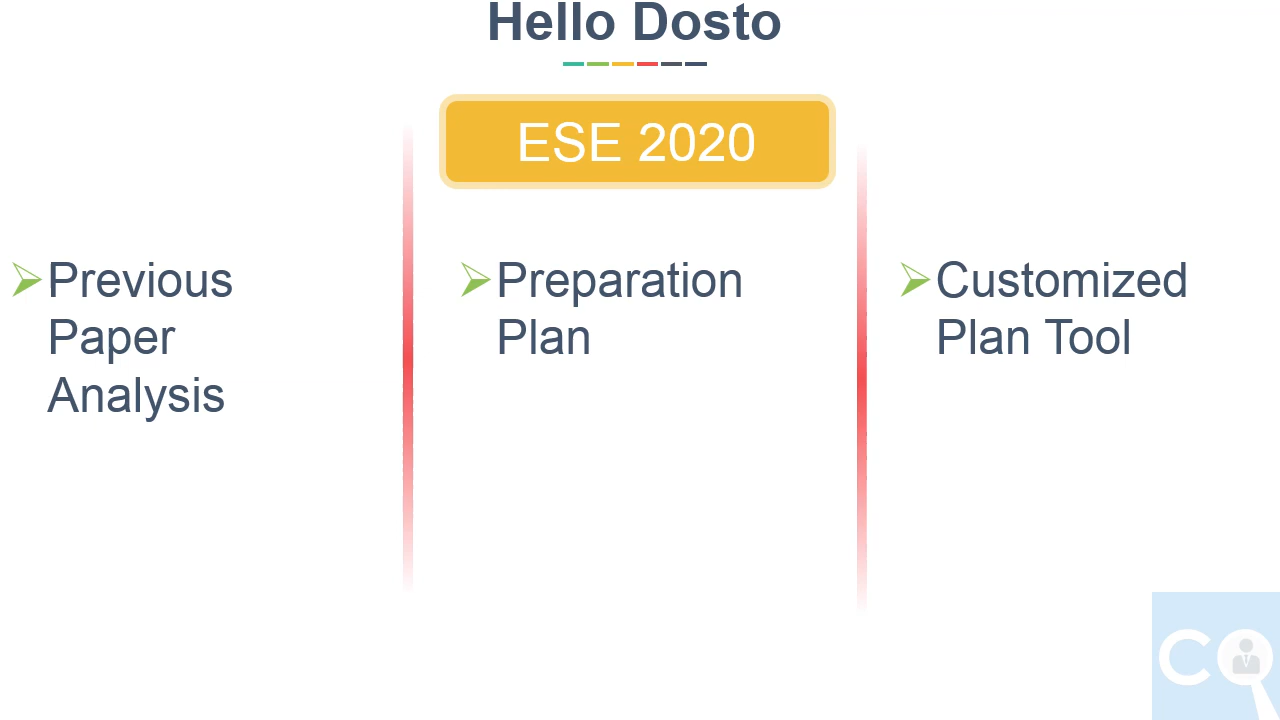 Hello Dosto
ESE 2020
Previous
Paper
Analysis
Preparation
Plan
Customized
Plan Tool